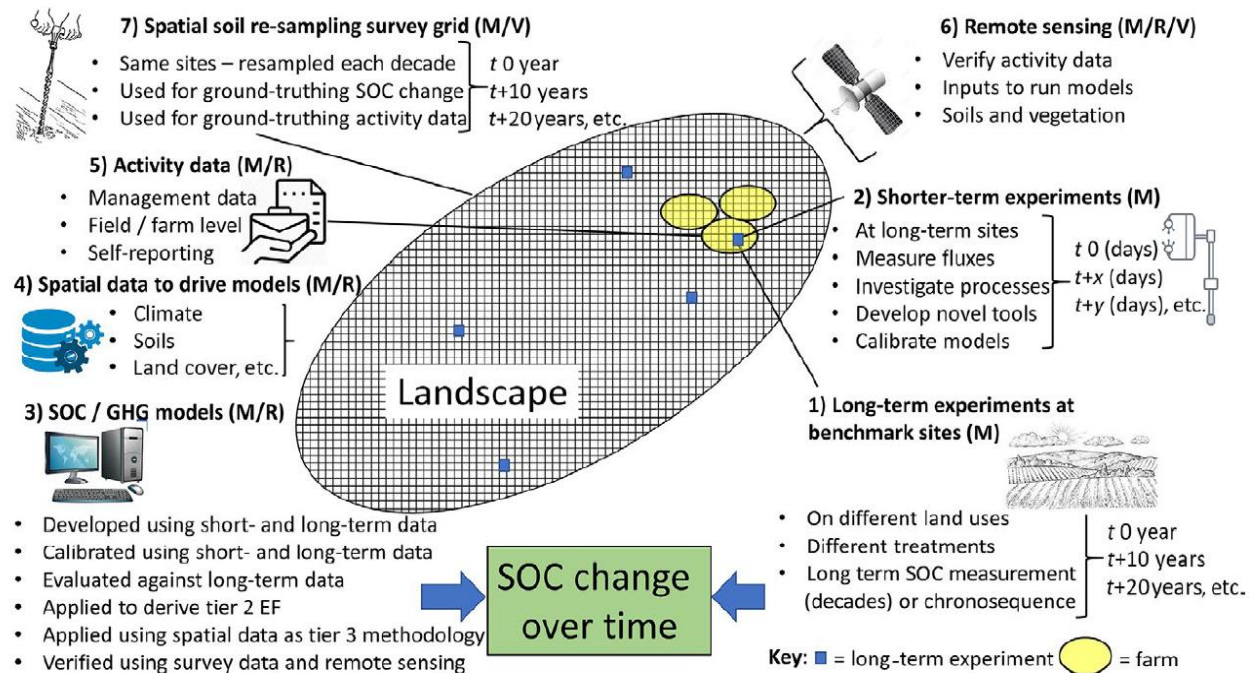 7) Spatial soil re-sampling survey grid (M/V)
• Same sites – resampled each decade
• Used for ground-truthing SOC change
• Used for ground-truthing activity data
t 0 year
t+10 years
t+20 years, etc.
6) Remote sensing (M/R/V)
• Verify activity data
• Inputs to run models
• Soils and vegetation
5) Activity data (M/R)
• Management data
• Field / farm level
• Self-reporting
2) Shorter-term experiments (M)
• At long-term sites
• Measure fluxes
• Investigate processes
• Develop novel tools
• Calibrate models
t 0 (days)
t+x (days)
t+y (days), etc.
4) Spatial data to drive models (M/R)
• Climate
• Soils
• Land cover, etc.
Landscape
3) SOC / GHG models (M/R)
• Developed using short- and long-term data
• Calibrated using short- and long-term data
• Evaluated against long-term data
• Applied to derive tier 2 EF
• Applied using spatial data as tier 3 methodology
• Verified using survey data and remote sensing
1) Long-term experiments at
benchmark sites (M)
• On different land uses
• Different treatments
• Long term SOC measurement
(decades) or chronosequence
t 0 year
t+10 years
t+20 years, etc.
SOC change
over time
Key: = long-term experiment = farm